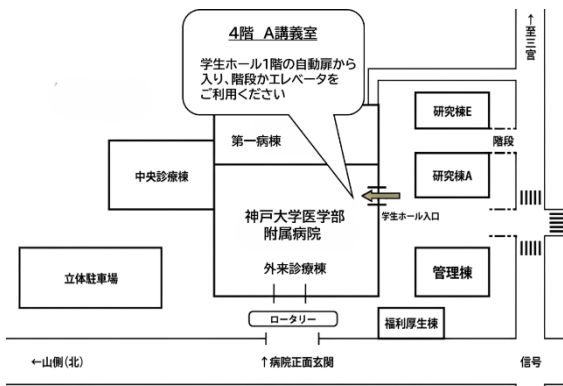 4階 A講義室
学生ホール1階の自動扉から
入り、階段かエレベータを
ご利用ください
↑至三宮
第一病棟
研究棟E
階段
中央診療棟
研究棟A
神戸大学医学部
附属病院
学生ホール入口
外来診療棟
立体駐車場
管理棟
ロータリー
福利厚生棟
←山側(北)
↑病院正面玄関
信号